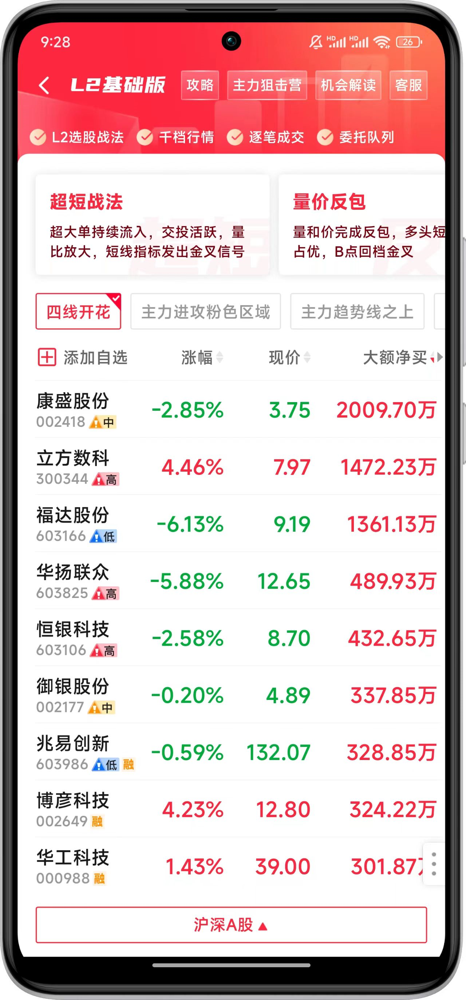 9:28 HD HD 26
L2基础版 攻略 主力狙击营 机会解读 客服
L2选股战法 千档行情 逐笔成交 委托队列
超短战法
超大单持续流入，交投活跃，量
比放大，短线指标发出金叉信号
量价反包
量和价完成反包，多头短
占优，B点回档金叉
四线开花 主力进攻粉色区域 主力趋势线之上
添加自选 涨幅 现价 大额净买
康盛股份 -2.85% 3.75 2009.70万
002418 中
立方数科 4.46% 7.97 1472.23万
300344 高
福达股份 -6.13% 9.19 1361.13万
603166 低
华扬联众 -5.88% 12.65 489.93万
603825 高
恒银科技 -2.58% 8.70 432.65万
603106 高
御银股份 -0.20% 4.89 337.85万
002177 中
兆易创新 -0.59% 132.07 328.85万
603986 低 融
博彦科技 4.23% 12.80 324.22万
002649 融
华工科技 1.43% 39.00 301.87万
000988 融
沪深A股